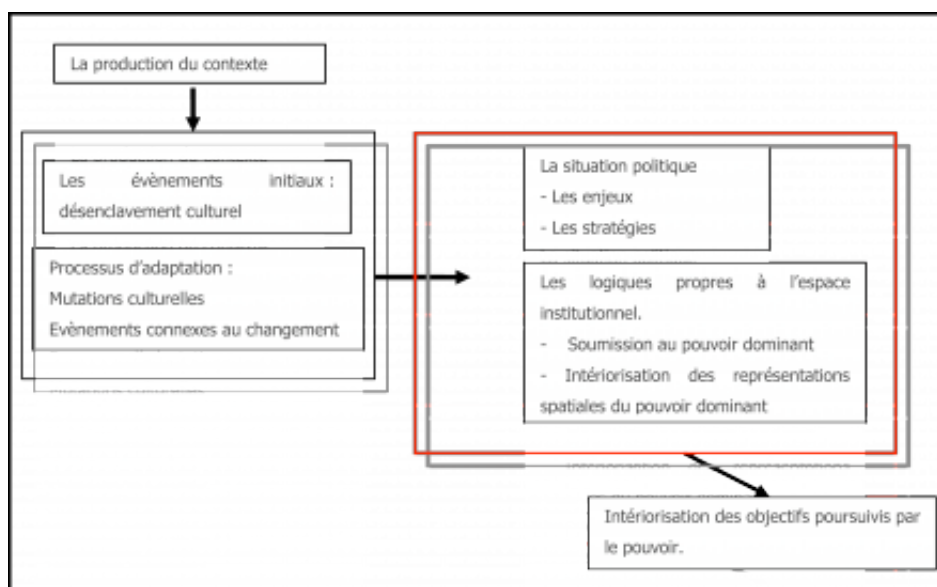 La production du contexte
Les évènements initiaux :
désenclavement culturel
Processus d'adaptation :
Mutations culturelles
Evènements connexes au changement
La situation politique
- Les enjeux
- Les stratégies
Les logiques propres à l'espace
institutionnel.
- Soumission au pouvoir dominant
- Intériorisation des représentations
spatiales du pouvoir dominant
Intériorisation des objectifs poursuivis par
le pouvoir.